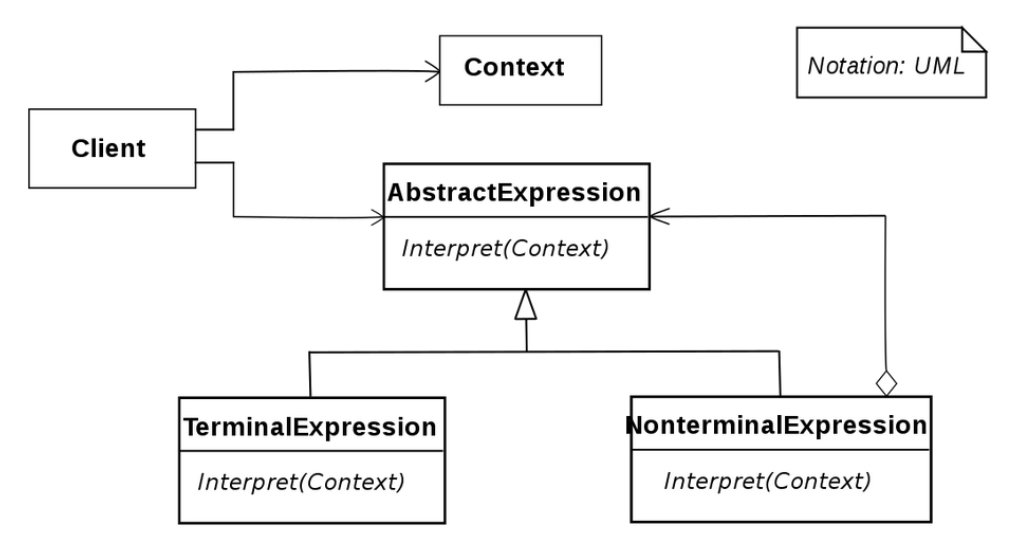 Context
Notation: UML
Client
AbstractExpression
Interpret(Context)
TerminalExpression
Interpret(Context)
NonterminalExpression
Interpret(Context)